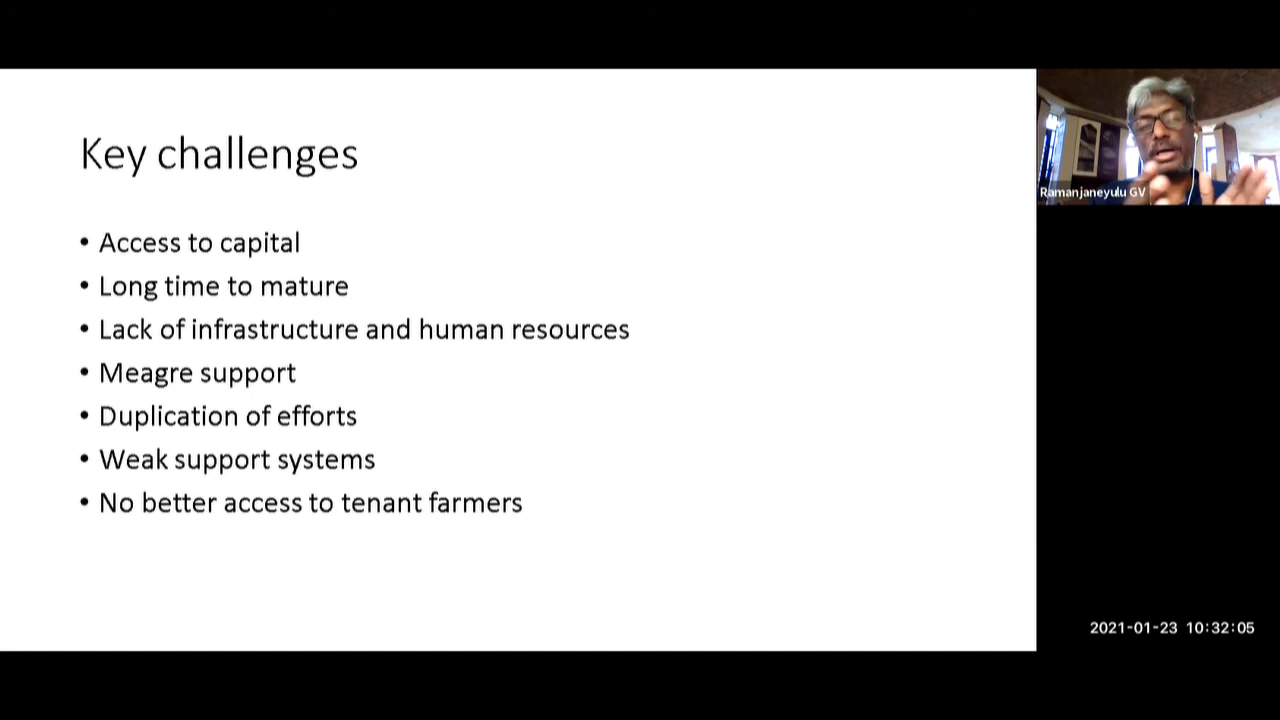 Key challenges
• Access to capital
• Long time to mature
• Lack of infrastructure and human resources
• Meagre support
• Duplication of efforts
• Weak support systems
• No better access to tenant farmers
Ramanjaneyulu GV
2021-01-23 10:32:05